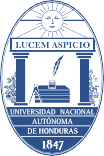 LUCEM ASPICIO
UNIVERSIDAD NACIONAL
AUTÓNOMA
DE HONDURAS
1847